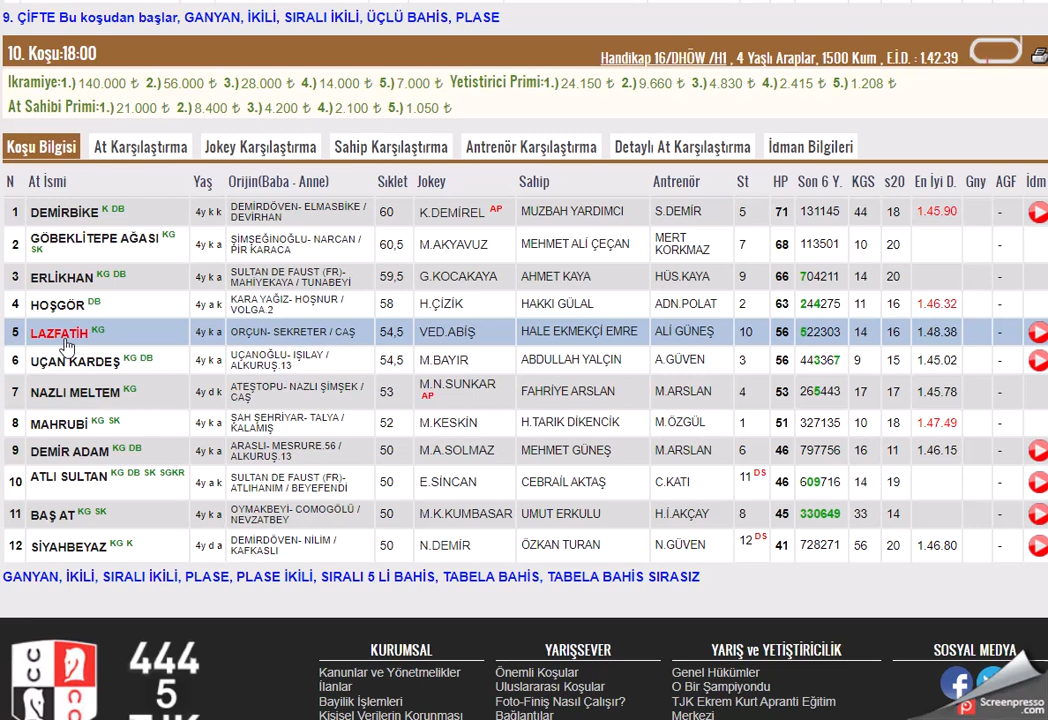 9. ÇİFTE Bu koşudan başlar, GANYAN, İKİLİ, SIRALI İKİLİ, ÜÇLÜ BAHİS, PLASE
10. Koşu:18:00
Handikap 16/DHÖW /H1 , 4 Yaşlı Araplar, 1500 Kum , E.İ.D. : 1.42.39
Ikramiye:1.) 140.000 ₺ 2.) 56.000 ₺ 3.) 28.000 ₺ 4.) 14.000 ₺ 5.) 7.000 ₺ Yetistirici Primi:1.) 24.150 ₺ 2.) 9.660 ₺ 3.) 4.830 ₺ 4.) 2.415 ₺ 5.) 1.208 ₺
At Sahibi Primi:1.) 21.000 ₺ 2.) 8.400 ₺ 3.) 4.200 ₺ 4.) 2.100 ₺ 5.) 1.050 ₺
Koşu Bilgisi At Karşılaştırma Jokey Karşılaştırma Sahip Karşılaştırma Antrenör Karşılaştırma Detaylı At Karşılaştırma İdman Bilgileri
N At İsmi Yaş Orijin(Baba - Anne) Sıklet Jokey Sahip Antrenör St HP Son 6 Y. KGS s20 En İyi D. Gny AGF İdm
1 DEMİRBİKE K DB 4y k k DEMİRDÖVEN- ELMASBİKE / DEVİRHAN 60 K.DEMİREL AP MUZBAH YARDIMCI S.DEMİR 5 71 131145 44 18 1.45.90 -
2 GÖBEKLİTEPE AĞASI KG SK 4y k a ŞİMŞEĞİNOĞLU- NARCAN / PİR KARACA 60,5 M.AKYAVUZ MEHMET ALİ ÇEÇAN MERT KORKMAZ 7 68 113501 10 20 -
3 ERLİKHAN KG DB 4y k a SULTAN DE FAUST (FR)- MAHİYEKAYA / TUNABEYİ 59,5 G.KOCAKAYA AHMET KAYA HÜS.KAYA 9 66 704211 14 20 -
4 HOŞGÖR DB 4y a k KARA YAĞIZ- HOŞNUR / VOLGA.2 58 H.ÇİZİK HAKKI GÜLAL ADN.POLAT 2 63 244275 11 16 1.46.32 -
5 LAZFATİH KG 4y k a ORÇUN- SEKRETER / CAŞ 54,5 VED.ABİŞ HALE EKMEKÇİ EMRE ALİ GÜNEŞ 10 56 522303 14 16 1.48.38 -
6 UÇAN KARDEŞ KG DB 4y k a UÇANOĞLU- IŞILAY / ALKURUŞ.13 54,5 M.BAYIR ABDULLAH YALÇIN A.GÜVEN 3 56 443367 9 15 1.45.02 -
7 NAZLI MELTEM KG 4y d k ATEŞTOPU- NAZLI ŞİMŞEK / CAŞ 53 M.N.SUNKAR AP FAHRİYE ARSLAN M.ARSLAN 4 53 265443 17 17 1.45.78 -
8 MAHRUBİ KG SK 4y k a ŞAH ŞEHRİYAR- TALYA / KALAMIŞ 52 M.KESKİN H.TARIK DİKENCİK M.ÖZGÜL 1 51 327135 10 18 1.47.49 -
9 DEMİR ADAM KG DB 4y k a ARASLI- MESRURE.56 / ALKURUŞ.13 50 M.A.SOLMAZ MEHMET GÜNEŞ M.ARSLAN 6 46 797756 16 11 1.46.15 -
10 ATLI SULTAN KG DB SK SGKR 4y a k SULTAN DE FAUST (FR)- ATLIHANIM / BEYEFENDİ 50 E.SİNCAN CEBRAİL AKTAŞ C.KATI 11 DS 46 609716 14 19 -
11 BAŞ AT KG SK 4y k a OYMAKBEYİ- COMOGÖLÜ / NEVZATBEY 50 M.K.KUMBASAR UMUT ERKULU H.İ.AKÇAY 8 45 330649 33 14 -
12 SİYAHBEYAZ KG K 4y d a DEMİRDÖVEN- NİLİM / KAFKASLI 50 N.DEMİR ÖZKAN TURAN N.GÜVEN 12 DS 41 728271 56 20 1.46.80 -
GANYAN, İKİLİ, SIRALI İKİLİ, PLASE, PLASE İKİLİ, SIRALI 5 Lİ BAHİS, TABELA BAHİS, TABELA BAHİS SIRASIZ
444
5
TJK
KURUMSAL YARIŞSEVER YARIŞ ve YETİŞTİRİCİLİK SOSYAL MEDYA
Kanunlar ve Yönetmelikler Önemli Koşular Genel Hükümler
İlanlar Uluslararası Koşular O Bir Şampiyondu
Bayilik İşlemleri Foto-Finiş Nasıl Çalışır? TJK Ekrem Kurt Apranti Eğitim
Kişisel Verilerin Korunması Bağlantılar Merkezi
Screenpresso
.com